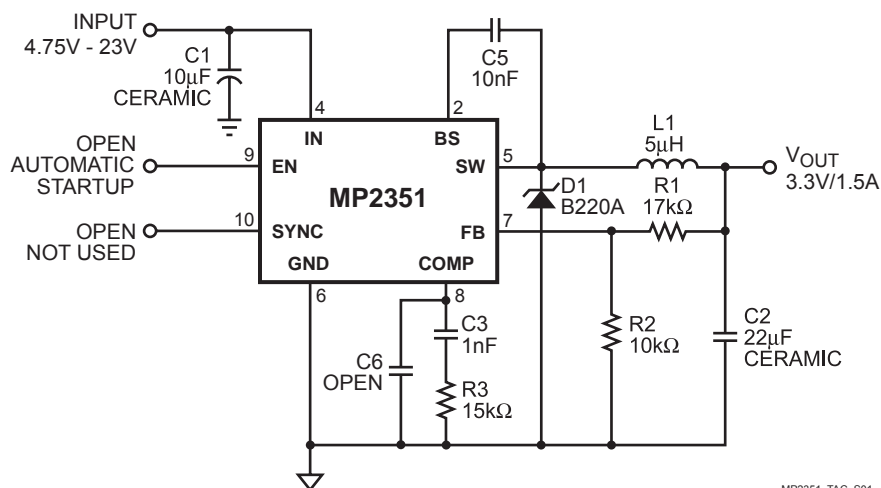 INPUT
4.75V - 23V
C1
10µF
CERAMIC
C5
10nF
4
2
IN
BS
OPEN
AUTOMATIC
STARTUP
9
EN
SW
5
L1
5µH
VOUT
3.3V/1.5A
MP2351
D1
B220A
R1
17kΩ
OPEN
NOT USED
10
SYNC
FB
7
GND
COMP
6
8
C3
1nF
C6
OPEN
R3
15kΩ
R2
10kΩ
C2
22µF
CERAMIC
MP2351_TAC_S01